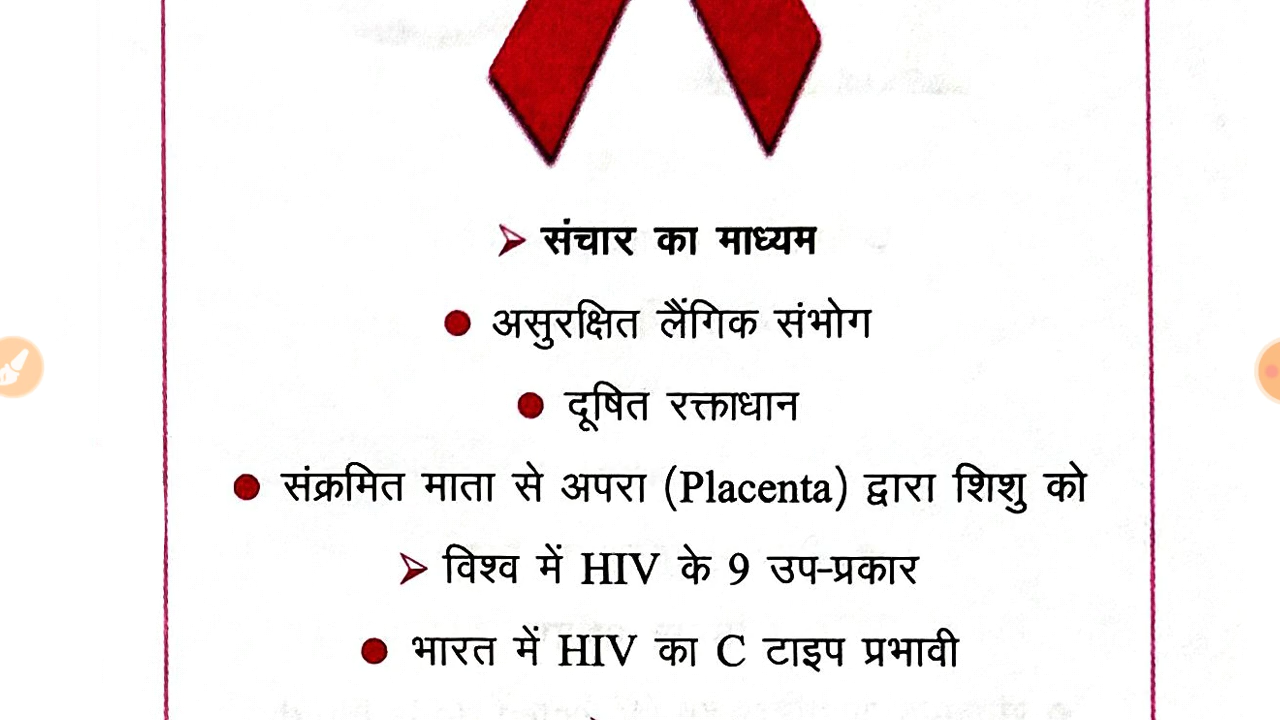 ➢ संचार का माध्यम
● असुरक्षित लैंगिक संभोग
● दूषित रक्ताधान
● संक्रमित माता से अपरा (Placenta) द्वारा शिशु को
➢ विश्व में HIV के 9 उप-प्रकार
● भारत में HIV का C टाइप प्रभावी